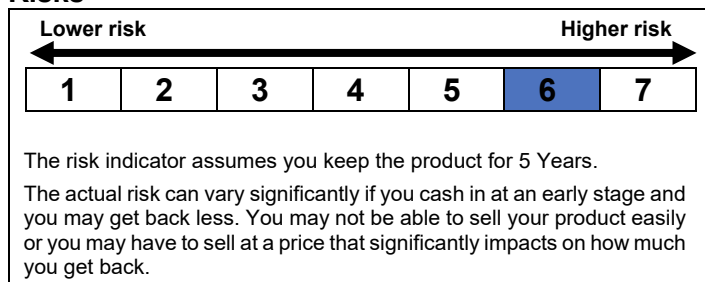 Lower risk Higher risk
1 2 3 4 5 6 7
The risk indicator assumes you keep the product for 5 Years.
The actual risk can vary significantly if you cash in at an early stage and
you may get back less. You may not be able to sell your product easily
or you may have to sell at a price that significantly impacts on how much
you get back.